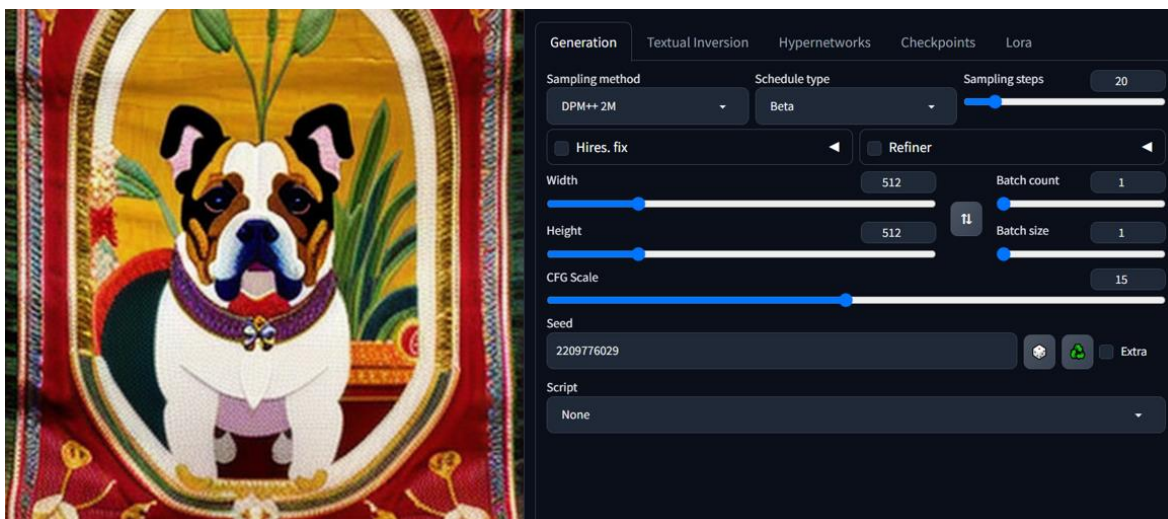 Generation Textual Inversion Hypernetworks Checkpoints Lora
Sampling method Schedule type Sampling steps 20
DPM++ 2M Beta
Hires. fix Refiner
Width 512 Batch count 1
Height 512 Batch size 1
CFG Scale 15
Seed
2209776029 Extra
Script
None